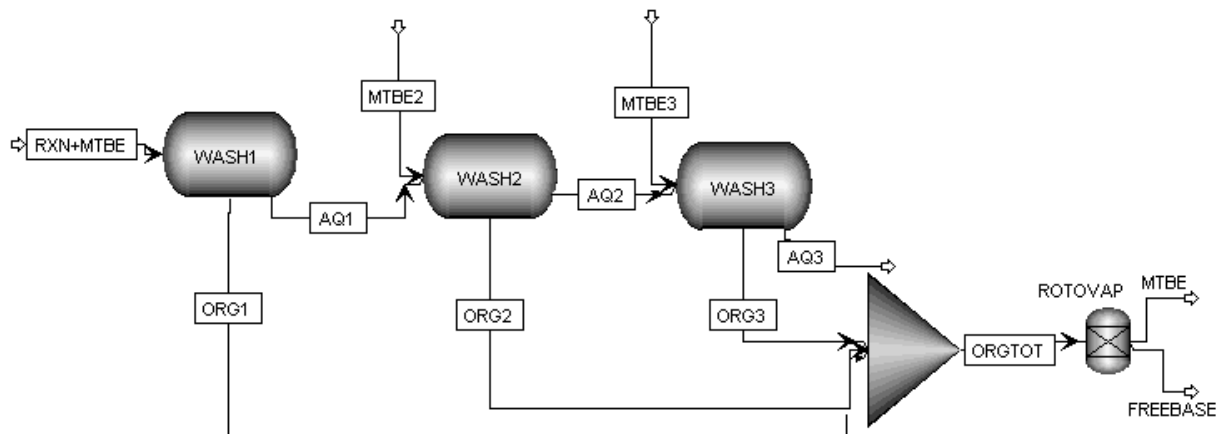 MTBE2
MTBE3
RXN+MTBE
WASH1
WASH2
WASH3
AQ1
AQ2
AQ3
ORG1
ORG2
ORG3
ROTOVAP
MTBE
ORGTOT
FREEBASE